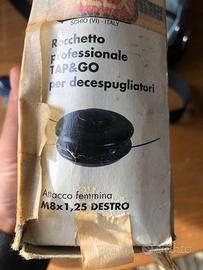 SCHIO (VI) - ITALY
Rocchetto
professionale
TAP&GO
per decespugliatori
Attacco femmina
M8x1,25 DESTRO